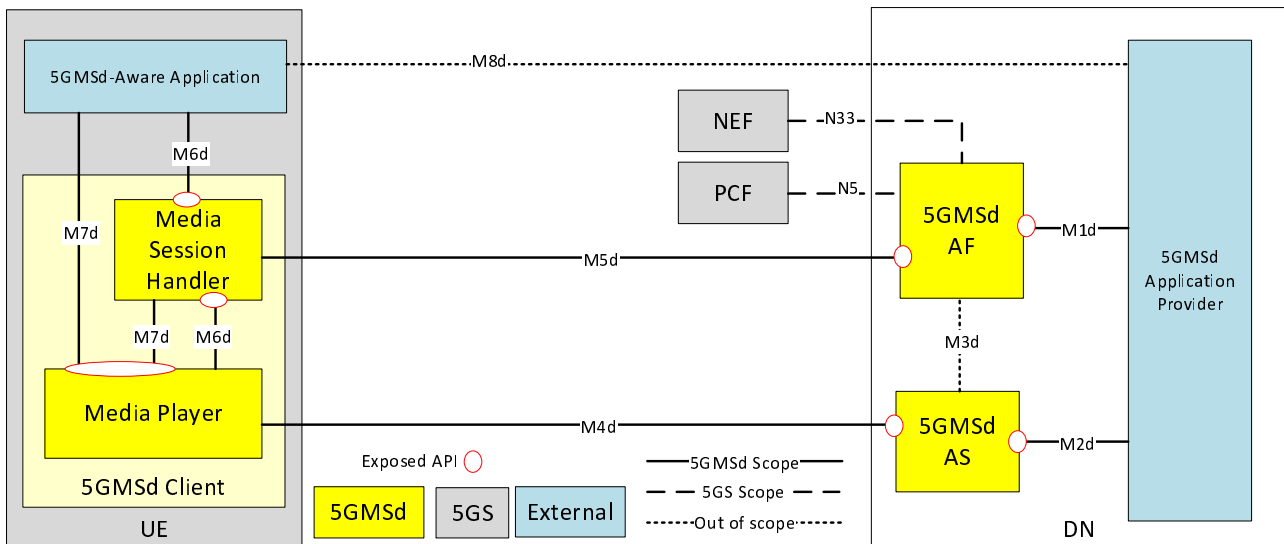 5GMSd-Aware Application
M8d
NEF
N33
M6d
PCF
N5
Media
Session
Handler
5GMSd
AF
M1d
M7d
M5d
5GMSd
Application
Provider
M7d
M6d
M3d
Media Player
M4d
5GMSd
AS
M2d
Exposed API
5GMSd Scope
5GMSd Client
5GMSd
5GS
External
5GS Scope
Out of scope
UE
DN